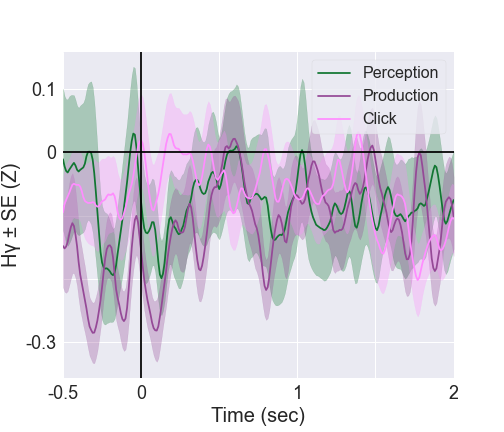 Perception
Production
Click
0.1
0
-0.3
Hγ ± SE (Z)
-0.5
0
1
2
Time (sec)